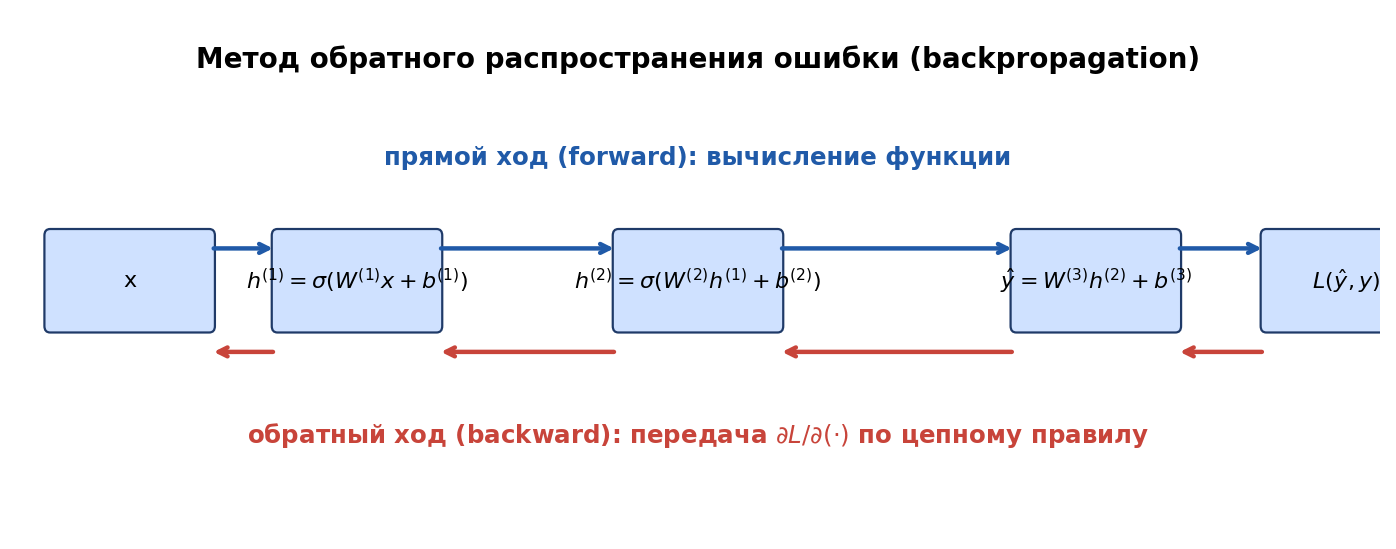 Метод обратного распространения ошибки (backpropagation)
прямой ход (forward): вычисление функции
x
h⁽¹⁾ = σ(W⁽¹⁾x + b⁽¹⁾)
h⁽²⁾ = σ(W⁽²⁾h⁽¹⁾ + b⁽²⁾)
ŷ = W⁽³⁾h⁽²⁾ + b⁽³⁾
L(ŷ, y)
обратный ход (backward): передача ∂L/∂(·) по цепному правилу